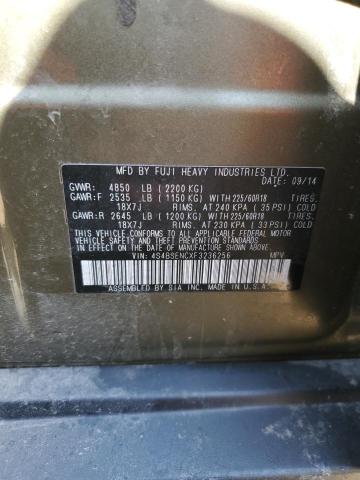 MFD BY FUJI HEAVY INDUSTRIES LTD.
DATE: 09/14
GVWR: 4850 LB (2200 KG)
GAWR:F 2535 LB (1150 KG) WITH 225/60R18 TIRES.
18X7J RIMS. AT 240 KPA (35 PSI) COLD
GAWR:R 2645 LB (1200 KG) WITH 225/60R18 TIRES.
18X7J RIMS. AT 230 KPA (33 PSI) COLD
THIS VEHICLE CONFORMS TO ALL APPLICABLE FEDERAL MOTOR
VEHICLE SAFETY, BUMPER, AND THEFT PREVENTION
STANDARDS IN EFFECT ON THE DATE OF MANUFACTURE
SHOWN ABOVE.
VIN: 4S4BSENCXF3236256 MPV
ASSEMBLED BY SIA INC. MADE IN U.S.A.